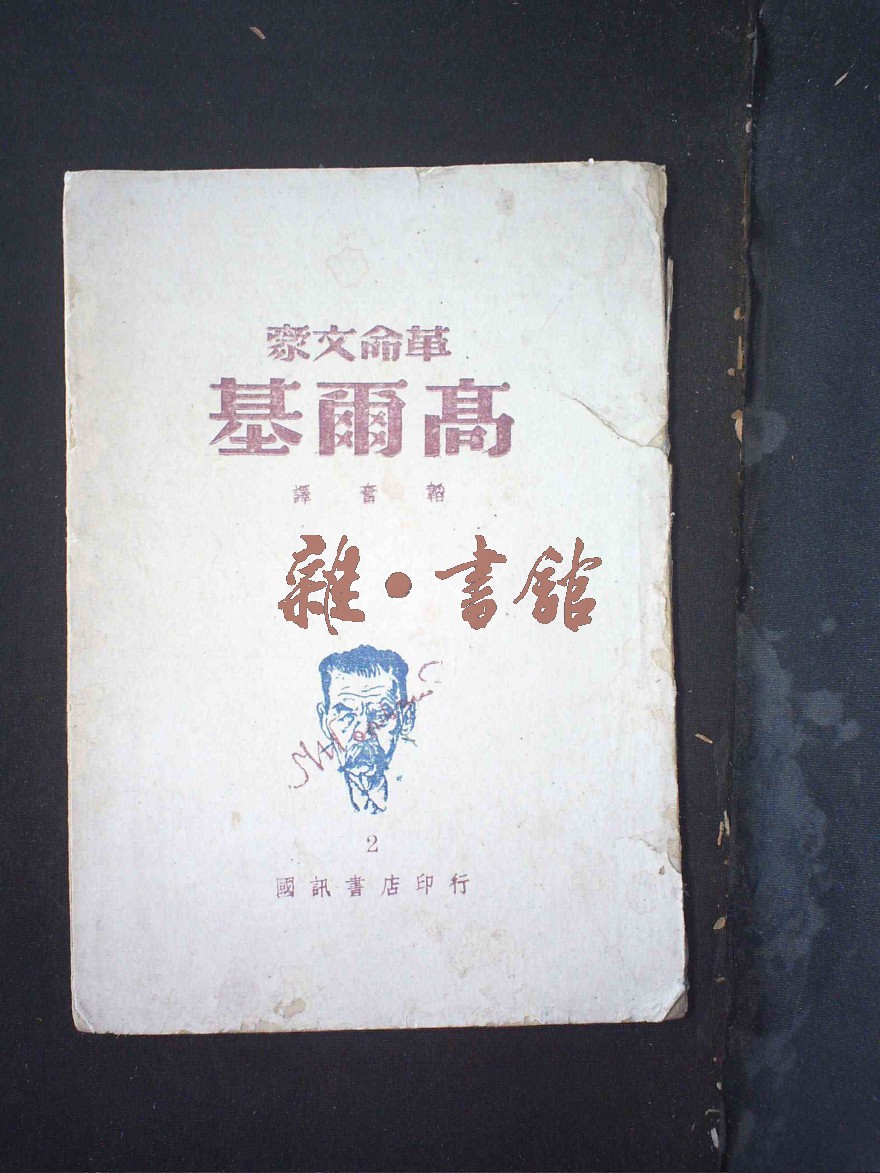 革命文豪
高爾基
韜奮譯
雜·書館
2
國訊書店印行